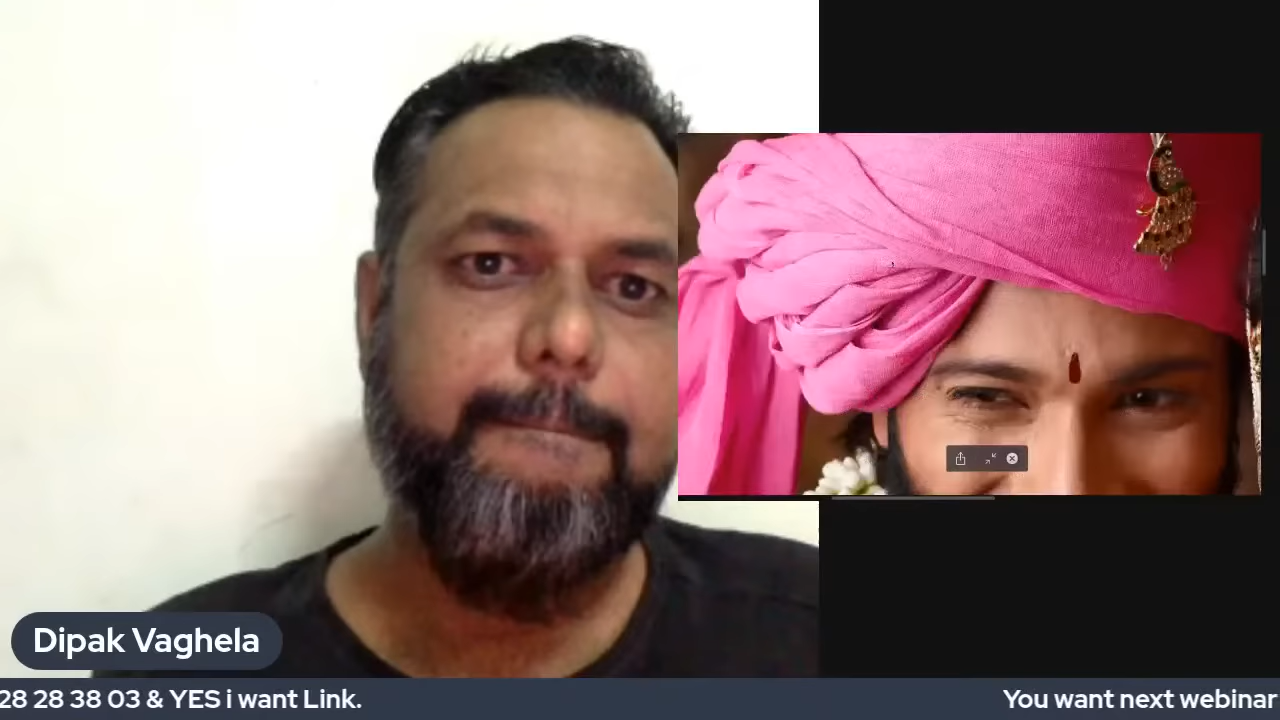 Dipak Vaghela
28 28 38 03 & YES i want Link.
You want next webinar